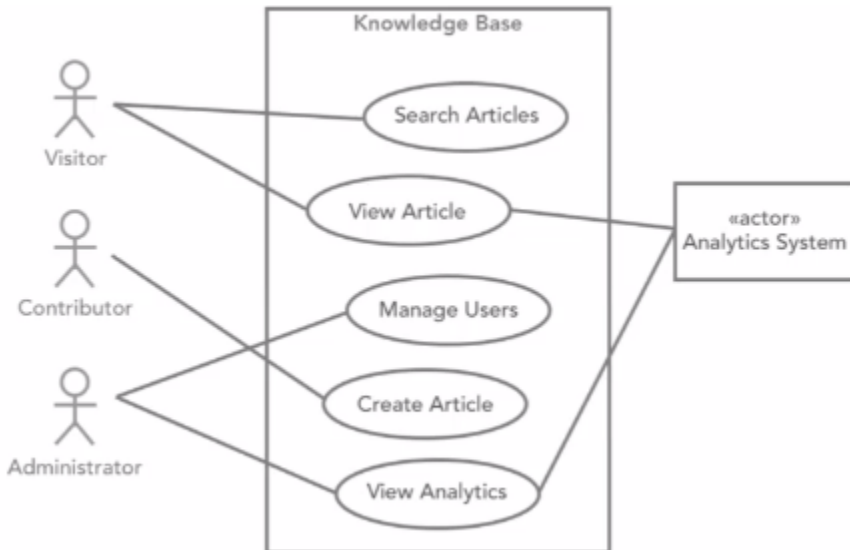 Knowledge Base
Search Articles
Visitor
View Article
«actor»
Analytics System
Contributor
Manage Users
Create Article
Administrator
View Analytics